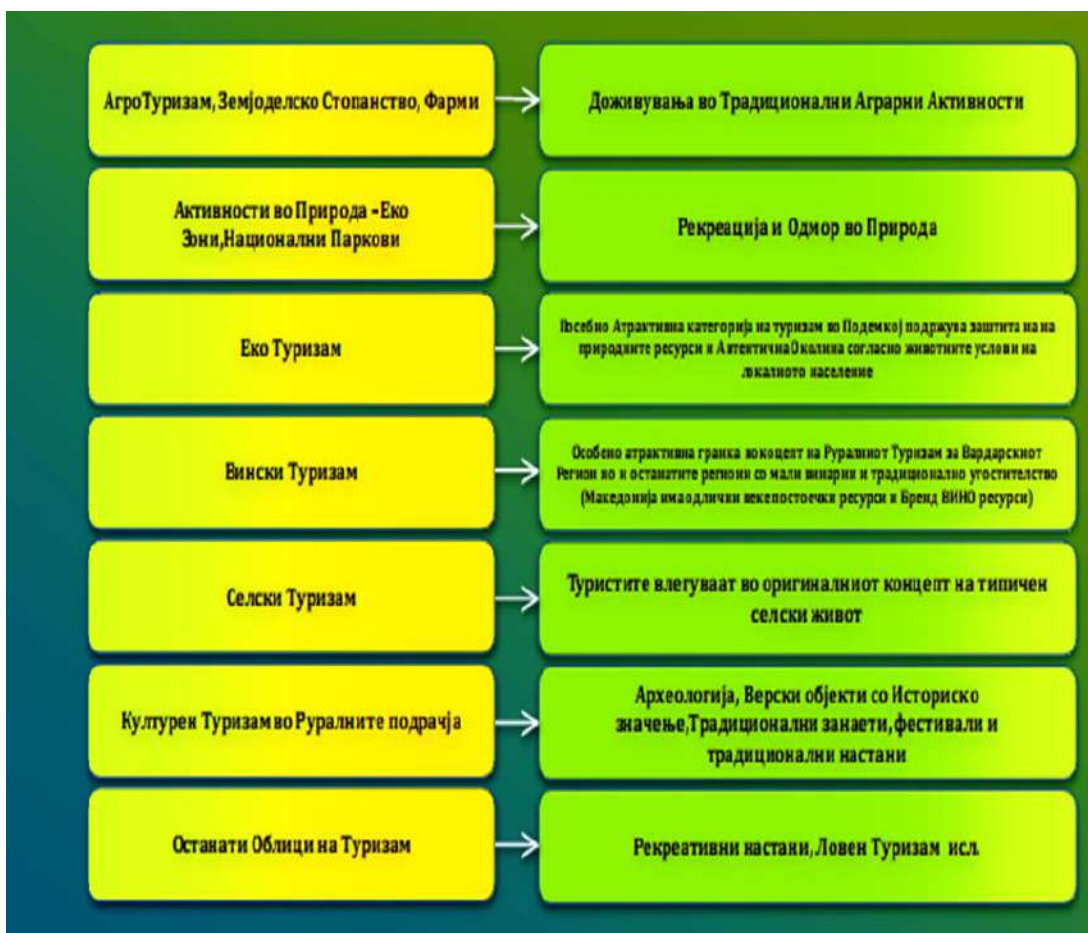 АгроТуризам, Земјоделско Стопанство, Фарми
Доживувања во Традиционални Аграрни Активности
Активности во Природа – Еко
Зони,Национални Паркови
Рекреација и Одмор во Природа
Еко Туризам
Посебно Атрактивна категорија на туризам во Подемкој подржува заштита на на
природните ресурси и АвтентичнаОколина согласно животните услови на
локалното население
Вински Туризам
Особено атрактивна гранка во коцепт на Руралниот Туризам за Вардарскиот
Регион но и останатите региони со мали винарии и традиционално угостителство
(Македонија имаодлични векепостоечки ресурси и Бренд ВИНО ресурси)
Селски Туризам
Туристите влегуваат во оригиналниот концепт на типичен
селски живот
Културен Туризам во Руралните подрачја
Археологија, Верски објекти со Историско
значење,Традиционални занаети,фестивали и
традиционални настани
Останати Облици на Туризам
Рекреативни настани, Ловен Туризам исл.